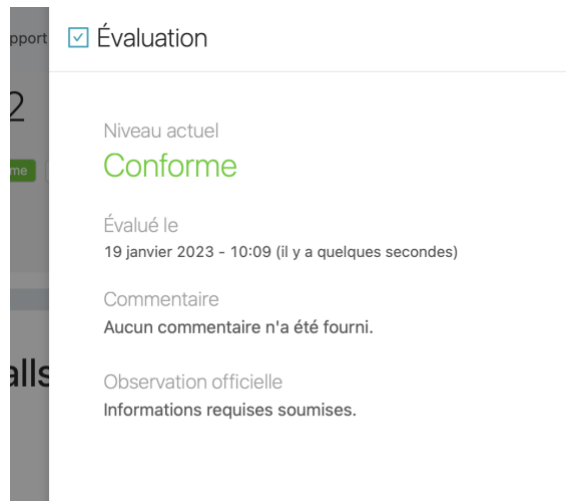 pport
Évaluation
2
Niveau actuel
me
Conforme
Évalué le
19 janvier 2023 - 10:09 (il y a quelques secondes)
Commentaire
Aucun commentaire n'a été fourni.
alls
Observation officielle
Informations requises soumises.